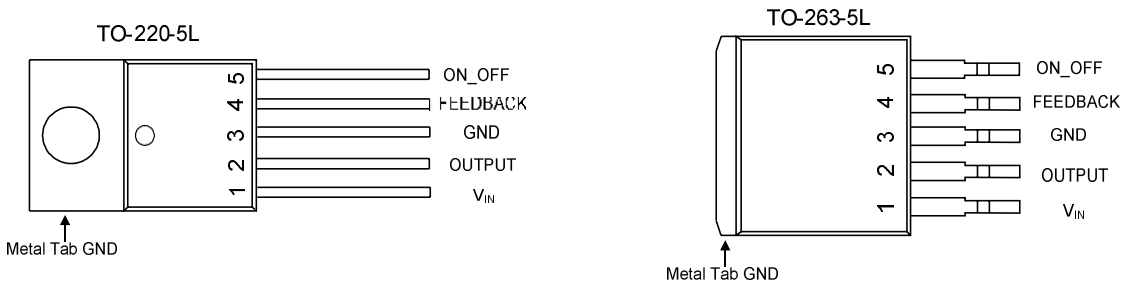 TO-220-5L
5 ON_OFF
4 FEEDBACK
3 GND
2 OUTPUT
1 VIN
Metal Tab GND
TO-263-5L
5 ON_OFF
4 FEEDBACK
3 GND
2 OUTPUT
1 VIN
Metal Tab GND